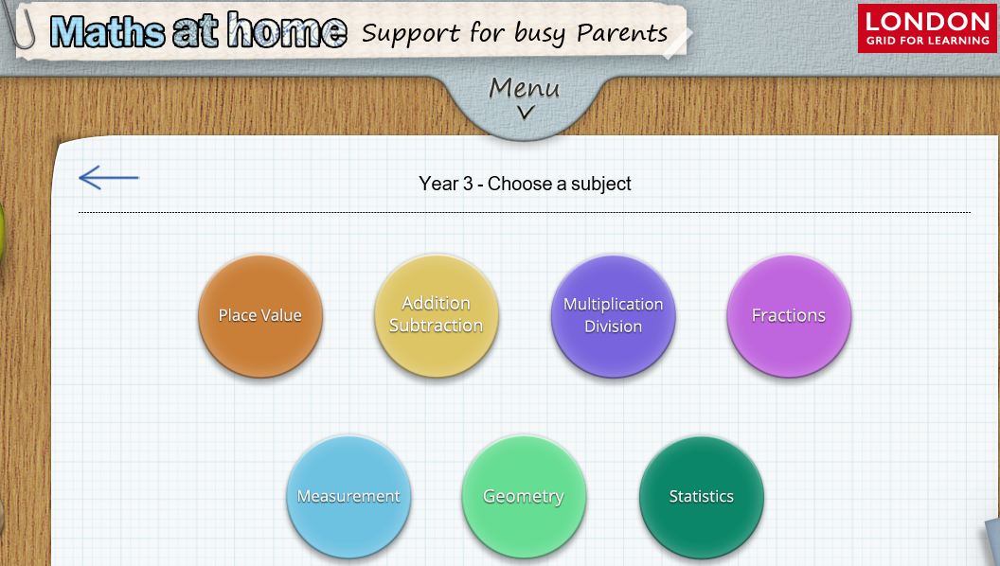 Maths at home Support for busy Parents
LONDON
GRID FOR LEARNING
Menu
Year 3 - Choose a subject
Place Value
Addition
Subtraction
Multiplication
Division
Fractions
Measurement
Geometry
Statistics